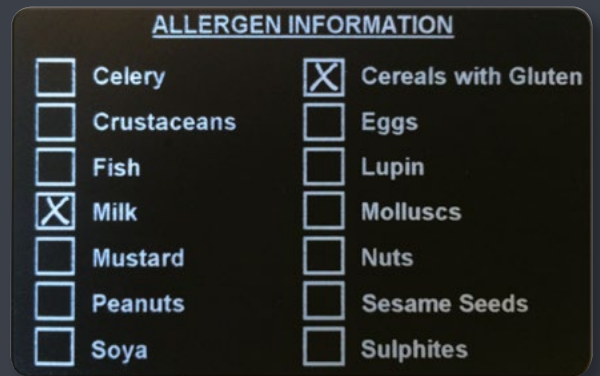 ALLERGEN INFORMATION
Celery
Crustaceans
Fish
Milk
Mustard
Peanuts
Soya
Cereals with Gluten
Eggs
Lupin
Molluscs
Nuts
Sesame Seeds
Sulphites